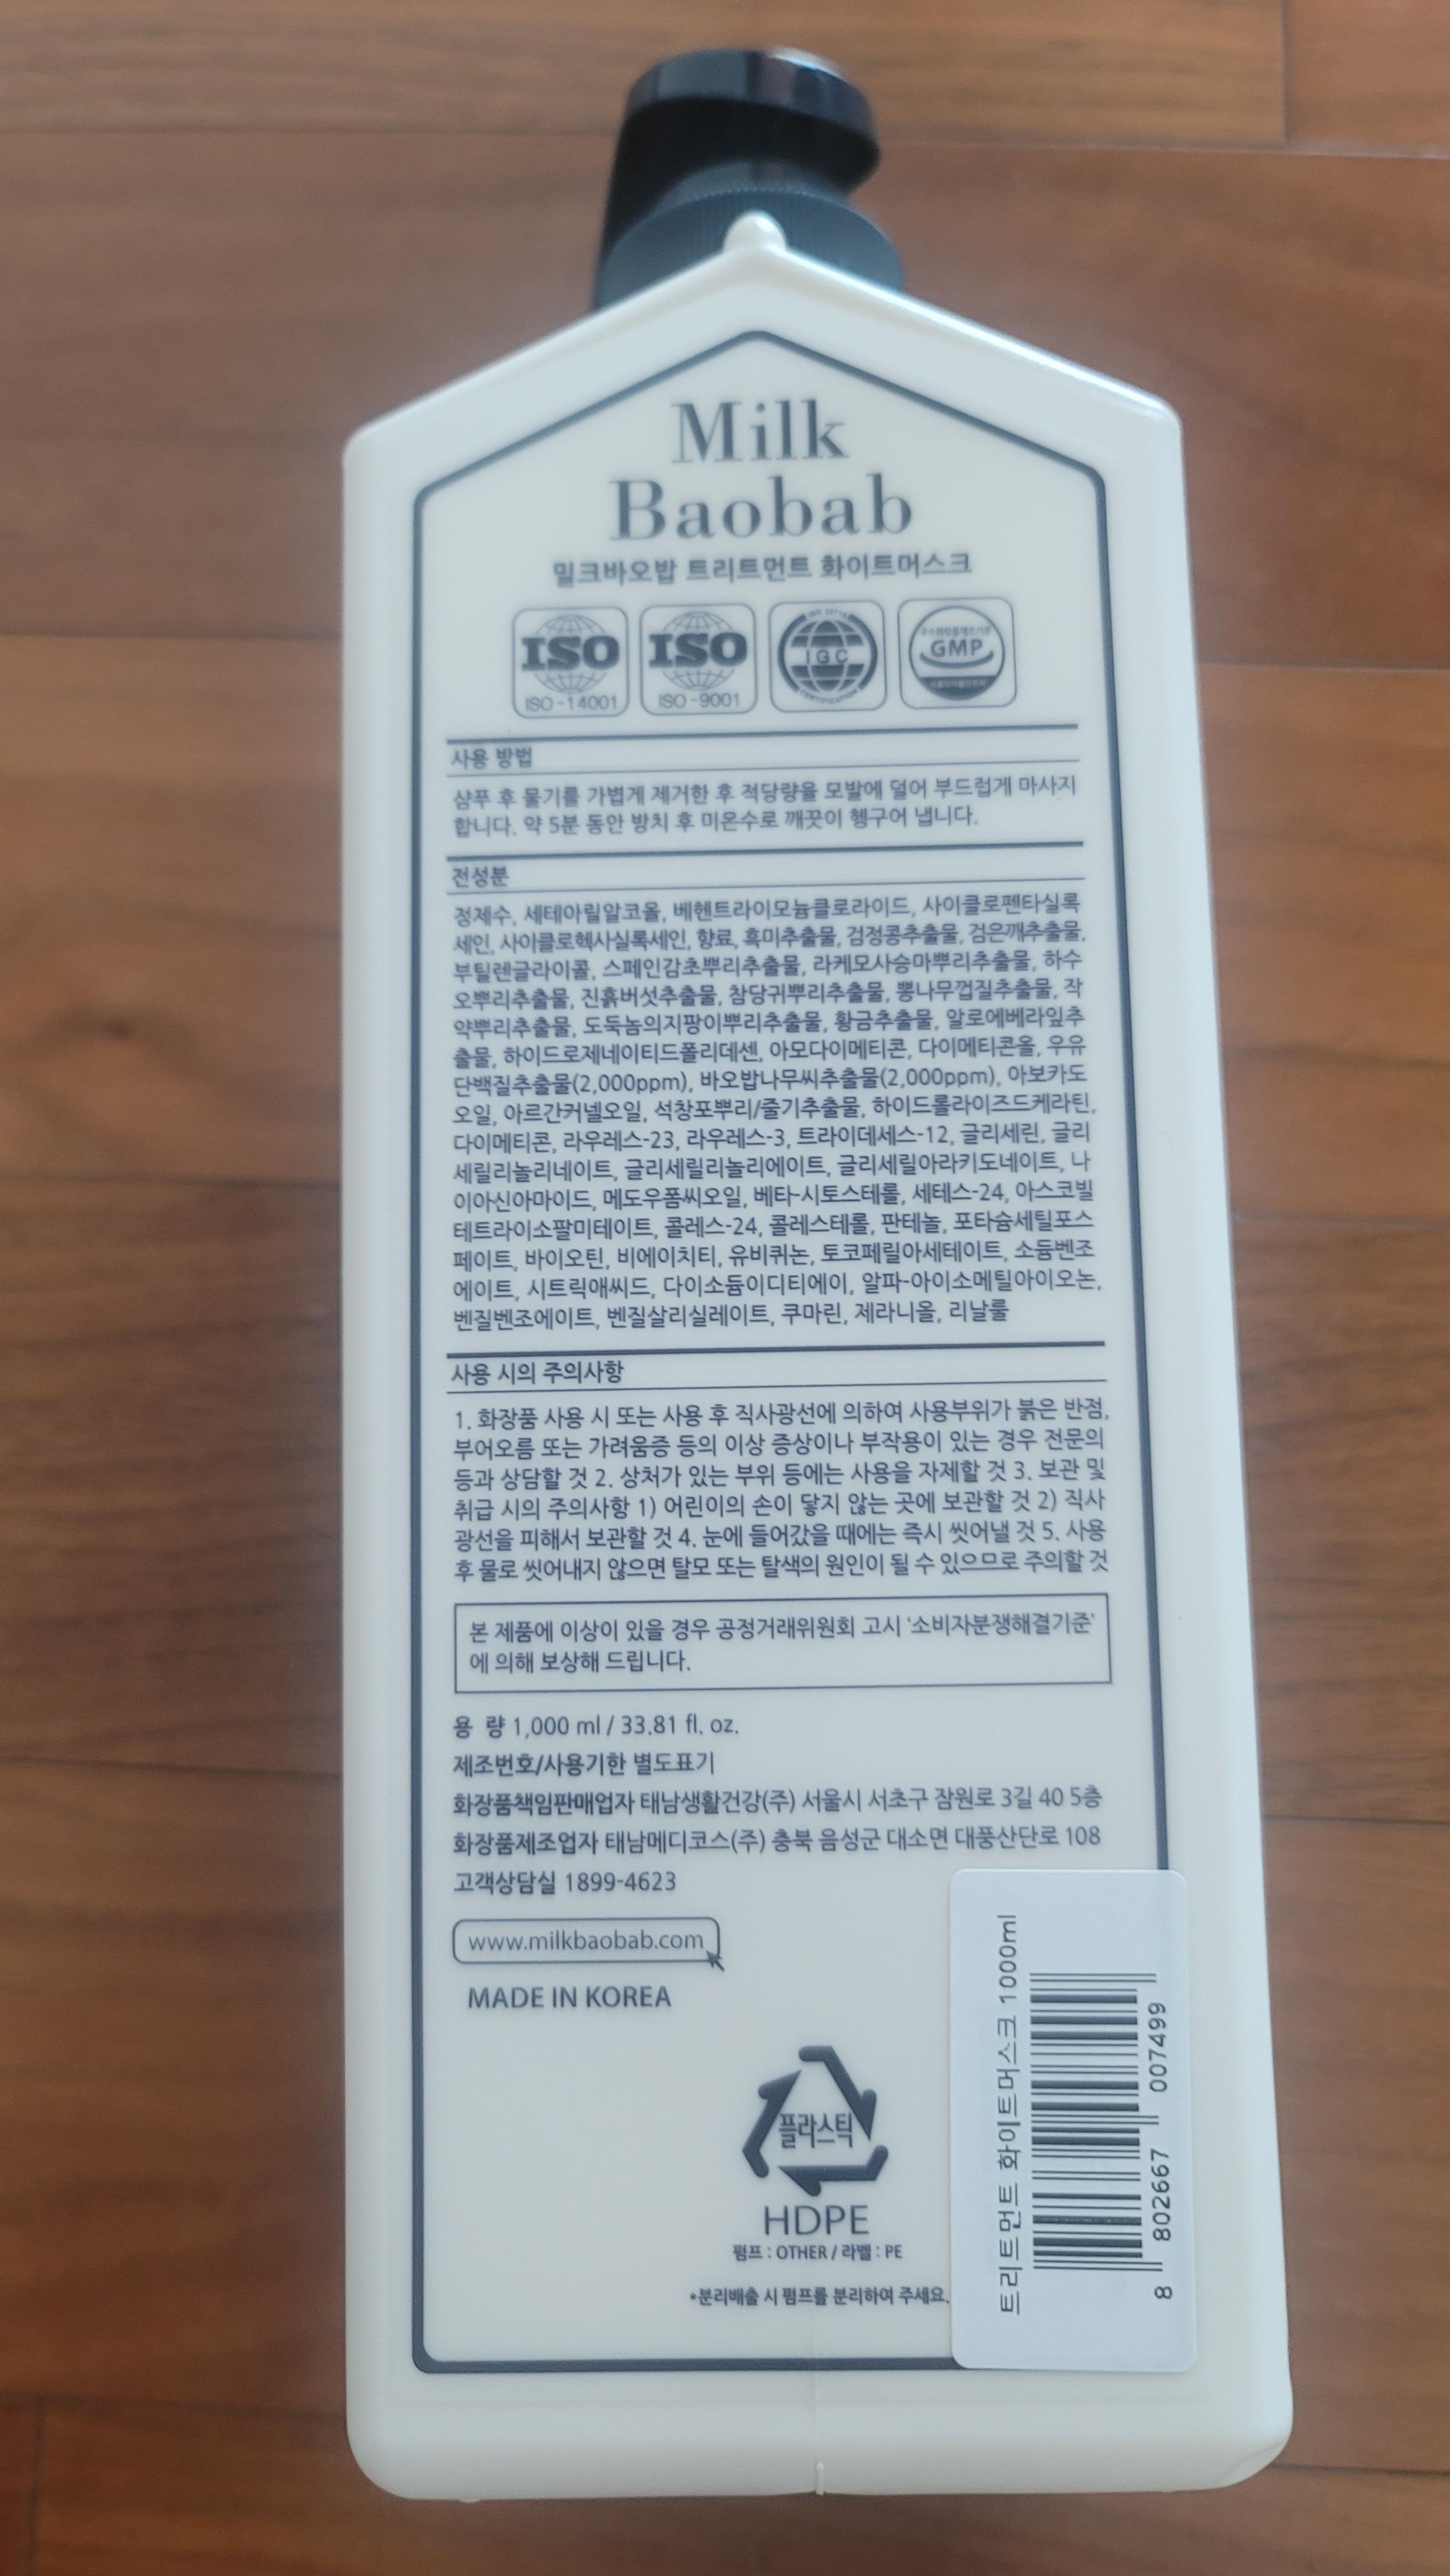 Milk
Baobab
밀크바오밥 트리트먼트 화이트머스크
ISO
ISO-14001
ISO
ISO-9001
IGC
CERTIFICATION
GMP
사용 방법
샴푸 후 물기를 가볍게 제거한 후 적당량을 모발에 덜어 부드럽게 마사지
합니다. 약 5분 동안 방치 후 미온수로 깨끗이 헹구어 냅니다.
전성분
정제수, 세테아릴알코올, 베헨트라이모늄클로라이드, 사이클로펜타실록
세인, 사이클로헥사실록세인, 향료, 흑미추출물, 검정콩추출물, 검은깨추출물,
부틸렌글라이콜, 스페인감초뿌리추출물, 라케모사승마뿌리추출물, 하수
오뿌리추출물, 진흙버섯추출물, 참당귀뿌리추출물, 뽕나무껍질추출물, 작
약뿌리추출물, 도둑놈의지팡이뿌리추출물, 황금추출물, 알로에베라잎추
출물, 하이드로제네이티드폴리데센, 아모다이메티콘, 다이메티콘올, 우유
단백질추출물(2,000ppm), 바오밥나무씨추출물(2,000ppm), 아보카도
오일, 아르간커넬오일, 석창포뿌리/줄기추출물, 하이드롤라이즈드케라틴,
다이메티콘, 라우레스-23, 라우레스-3, 트라이데세스-12, 글리세린, 글리
세릴리놀리네이트, 글리세릴리놀리에이트, 글리세릴아라키도네이트, 나
이아신아마이드, 메도우폼씨오일, 베타-시토스테롤, 세테스-24, 아스코빌
테트라이소팔미테이트, 콜레스-24, 콜레스테롤, 판테놀, 포타슘세틸포스
페이트, 바이오틴, 비에이치티, 유비퀴논, 토코페릴아세테이트, 소듐벤조
에이트, 시트릭애씨드, 다이소듐이디티에이, 알파-아이소메틸아이오논,
벤질벤조에이트, 벤질살리실레이트, 쿠마린, 제라니올, 리날룰
사용 시의 주의사항
1. 화장품 사용 시 또는 사용 후 직사광선에 의하여 사용부위가 붉은 반점,
부어오름 또는 가려움증 등의 이상 증상이나 부작용이 있는 경우 전문의
등과 상담할 것 2. 상처가 있는 부위 등에는 사용을 자제할 것 3. 보관 및
취급 시의 주의사항 1) 어린이의 손이 닿지 않는 곳에 보관할 것 2) 직사
광선을 피해서 보관할 것 4. 눈에 들어갔을 때에는 즉시 씻어낼 것 5. 사용
후 물로 씻어내지 않으면 탈모 또는 탈색의 원인이 될 수 있으므로 주의할 것
본 제품에 이상이 있을 경우 공정거래위원회 고시 '소비자분쟁해결기준'
에 의해 보상해 드립니다.
용 량 1,000 ml / 33.81 fl. oz.
제조번호/사용기한 별도표기
화장품책임판매업자 태남생활건강(주) 서울시 서초구 잠원로 3길 40 5층
화장품제조업자 태남메디코스(주) 충북 음성군 대소면 대풍산단로 108
고객상담실 1899-4623
www.milkbaobab.com
MADE IN KOREA
플라스틱
HDPE
펌프 : OTHER / 라벨 : PE
*분리배출 시 펌프를 분리하여 주세요.
트리트먼트 화이트머스크 1000ml
8 802667 007499